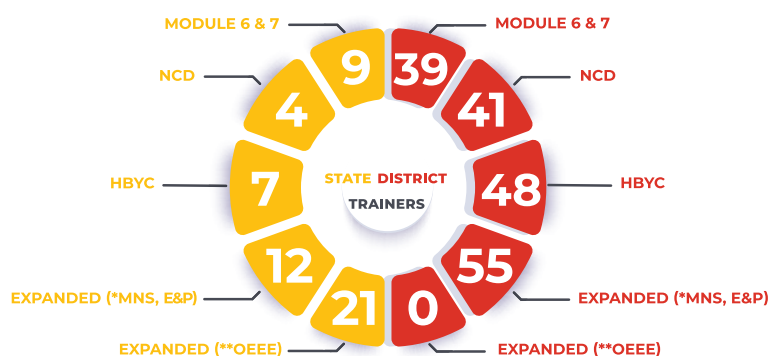 MODULE 6 & 7
MODULE 6 & 7
9
39
NCD
NCD
4
41
STATE DISTRICT
TRAINERS
HBYC
HBYC
7
48
12
55
EXPANDED (*MNS, E&P)
EXPANDED (*MNS, E&P)
21
0
EXPANDED (**OEEE)
EXPANDED (**OEEE)